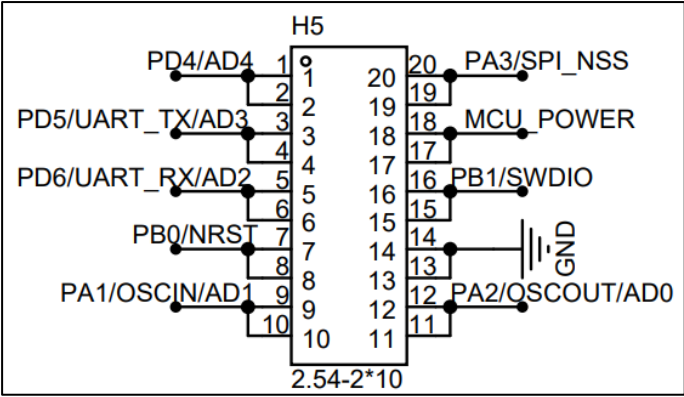 H5
PD4/AD4 1 1 20 20 PA3/SPI_NSS
2 2 19 19
PD5/UART_TX/AD3 3 3 18 18 MCU_POWER
4 4 17 17
PD6/UART_RX/AD2 5 5 16 16 PB1/SWDIO
6 6 15 15
PB0/NRST 7 7 14 14 GND
8 8 13 13
PA1/OSCIN/AD1 9 9 12 12 PA2/OSCOUT/AD0
10 10 11 11
2.54-2*10